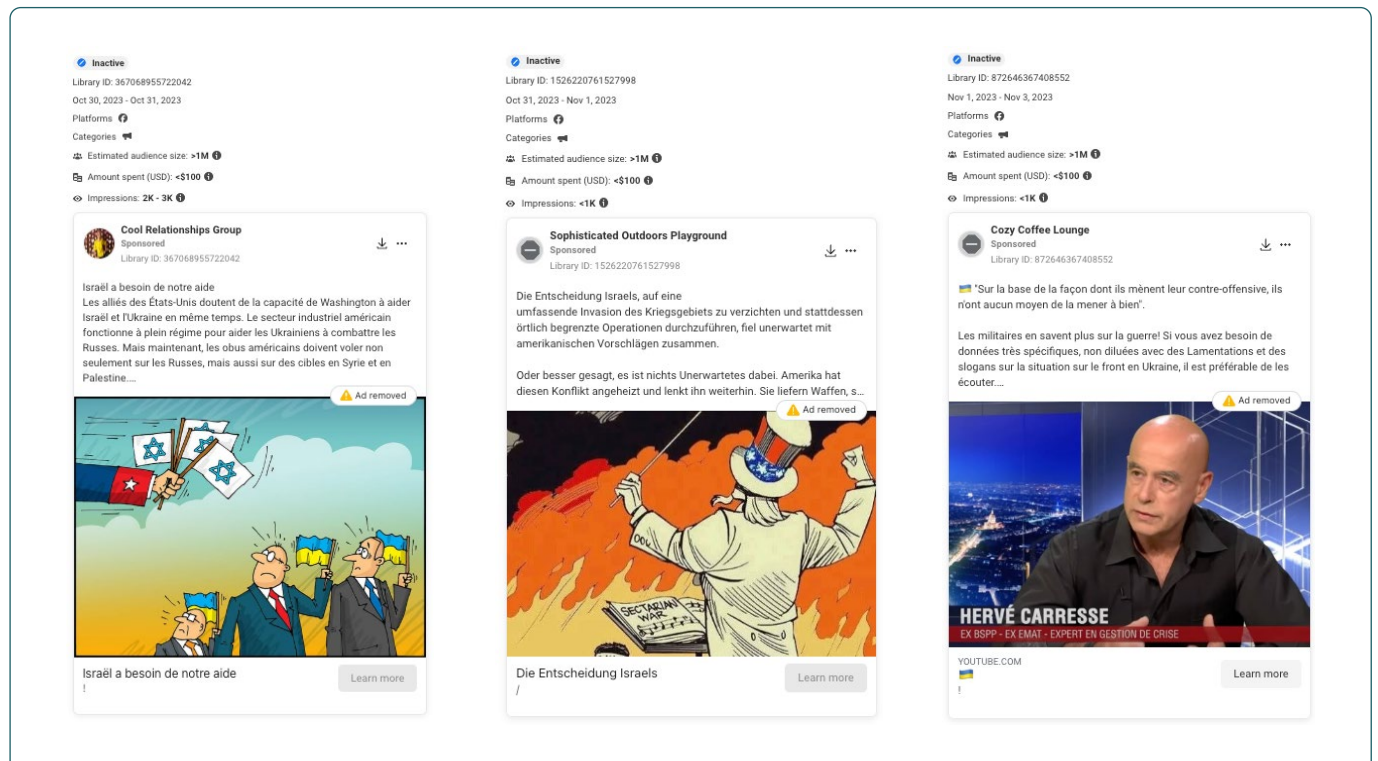 Inactive
Library ID: 367068955722042
Oct 30, 2023 - Oct 31, 2023
Platforms
Categories
Estimated audience size: >1M
Amount spent (USD): <$100
Impressions: 2K - 3K
Cool Relationships Group
Sponsored
Library ID: 367068955722042
Israël a besoin de notre aide
Les alliés des États-Unis doutent de la capacité de Washington à aider
Israël et l'Ukraine en même temps. Le secteur industriel américain
fonctionne à plein régime pour aider les Ukrainiens à combattre les
Russes. Mais maintenant, les obus américains doivent voler non
seulement sur les Russes, mais aussi sur des cibles en Syrie et en
Palestine....
Ad removed
Israël a besoin de notre aide
!
Learn more
Inactive
Library ID: 1526220761527998
Oct 31, 2023 - Nov 1, 2023
Platforms
Categories
Estimated audience size: >1M
Amount spent (USD): <$100
Impressions: <1K
Sophisticated Outdoors Playground
Sponsored
Library ID: 1526220761527998
Die Entscheidung Israels, auf eine
umfassende Invasion des Kriegsgebiets zu verzichten und stattdessen
örtlich begrenzte Operationen durchzuführen, fiel unerwartet mit
amerikanischen Vorschlägen zusammen.
Oder besser gesagt, es ist nichts Unerwartetes dabei. Amerika hat
diesen Konflikt angeheizt und lenkt ihn weiterhin. Sie liefern Waffen, s...
Ad removed
SECTARIAN
WAR
Die Entscheidung Israels
/
Learn more
Inactive
Library ID: 872646367408552
Nov 1, 2023 - Nov 3, 2023
Platforms
Categories
Estimated audience size: >1M
Amount spent (USD): <$100
Impressions: <1K
Cozy Coffee Lounge
Sponsored
Library ID: 872646367408552
"Sur la base de la façon dont ils mènent leur contre-offensive, ils
n'ont aucun moyen de la mener à bien".
Les militaires en savent plus sur la guerre! Si vous avez besoin de
données très spécifiques, non diluées avec des Lamentations et des
slogans sur la situation sur le front en Ukraine, il est préférable de les
écouter....
Ad removed
HERVÉ CARRESSE
EX BSPP - EX EMAT - EXPERT EN GESTION DE CRISE
YOUTUBE.COM
!
Learn more